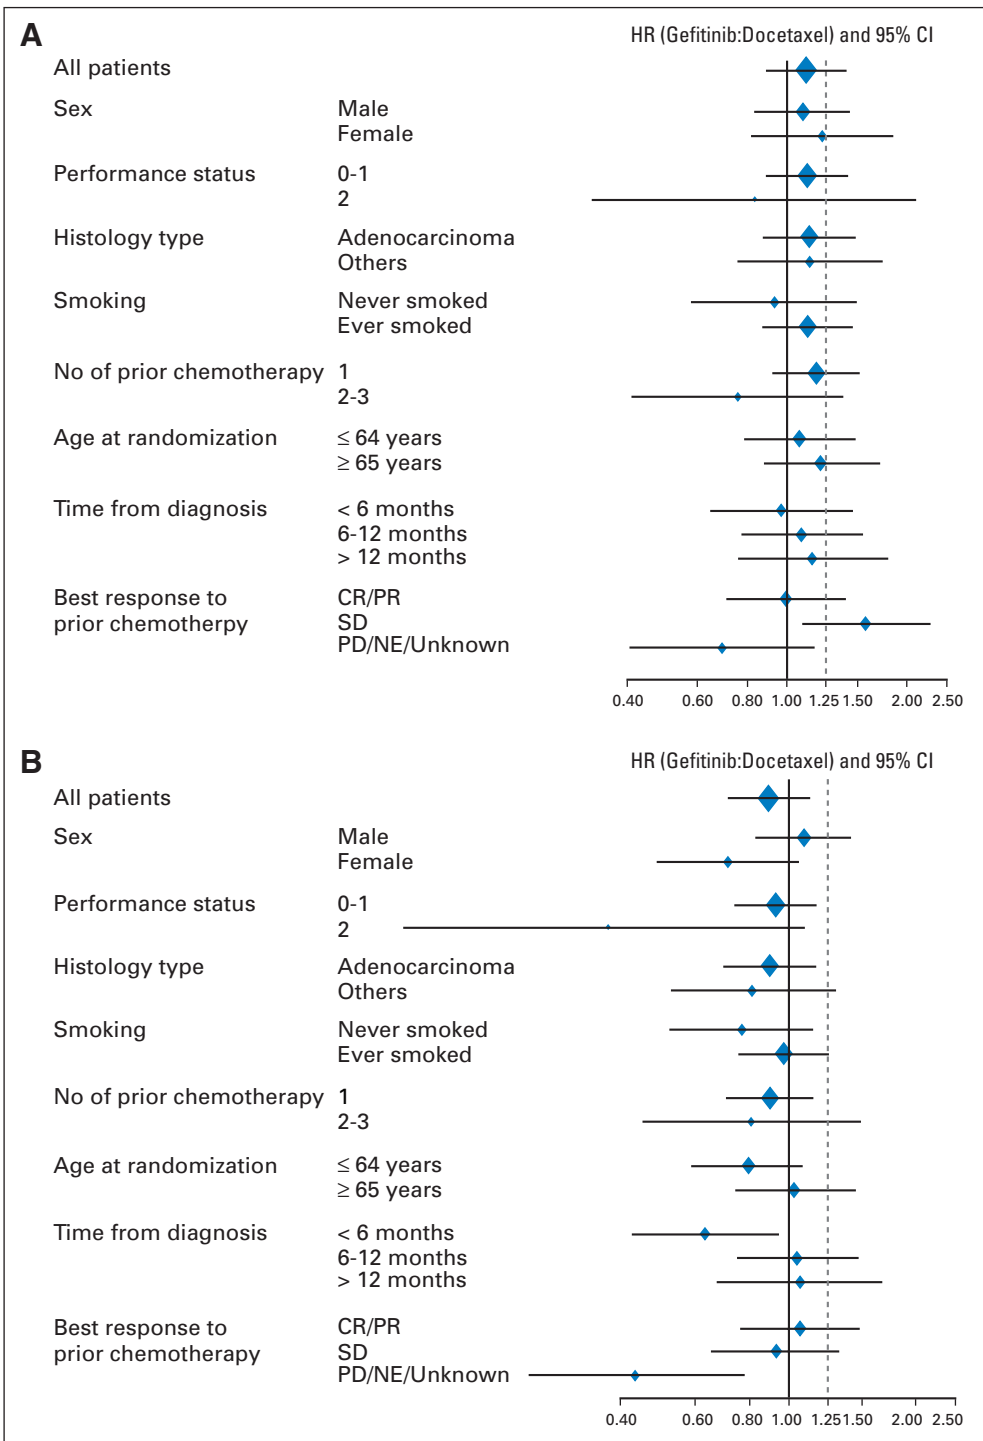 A
HR (Gefitinib:Docetaxel) and 95% CI
All patients
Sex Male
Female
Performance status 0-1
2
Histology type Adenocarcinoma
Others
Smoking Never smoked
Ever smoked
No of prior chemotherapy 1
2-3
Age at randomization ≤ 64 years
≥ 65 years
Time from diagnosis < 6 months
6-12 months
> 12 months
Best response to CR/PR
prior chemotherpy SD
PD/NE/Unknown
0.40 0.60 0.80 1.00 1.25 1.50 2.00 2.50
B
HR (Gefitinib:Docetaxel) and 95% CI
All patients
Sex Male
Female
Performance status 0-1
2
Histology type Adenocarcinoma
Others
Smoking Never smoked
Ever smoked
No of prior chemotherapy 1
2-3
Age at randomization ≤ 64 years
≥ 65 years
Time from diagnosis < 6 months
6-12 months
> 12 months
Best response to CR/PR
prior chemotherapy SD
PD/NE/Unknown
0.40 0.60 0.80 1.00 1.25 1.50 2.00 2.50